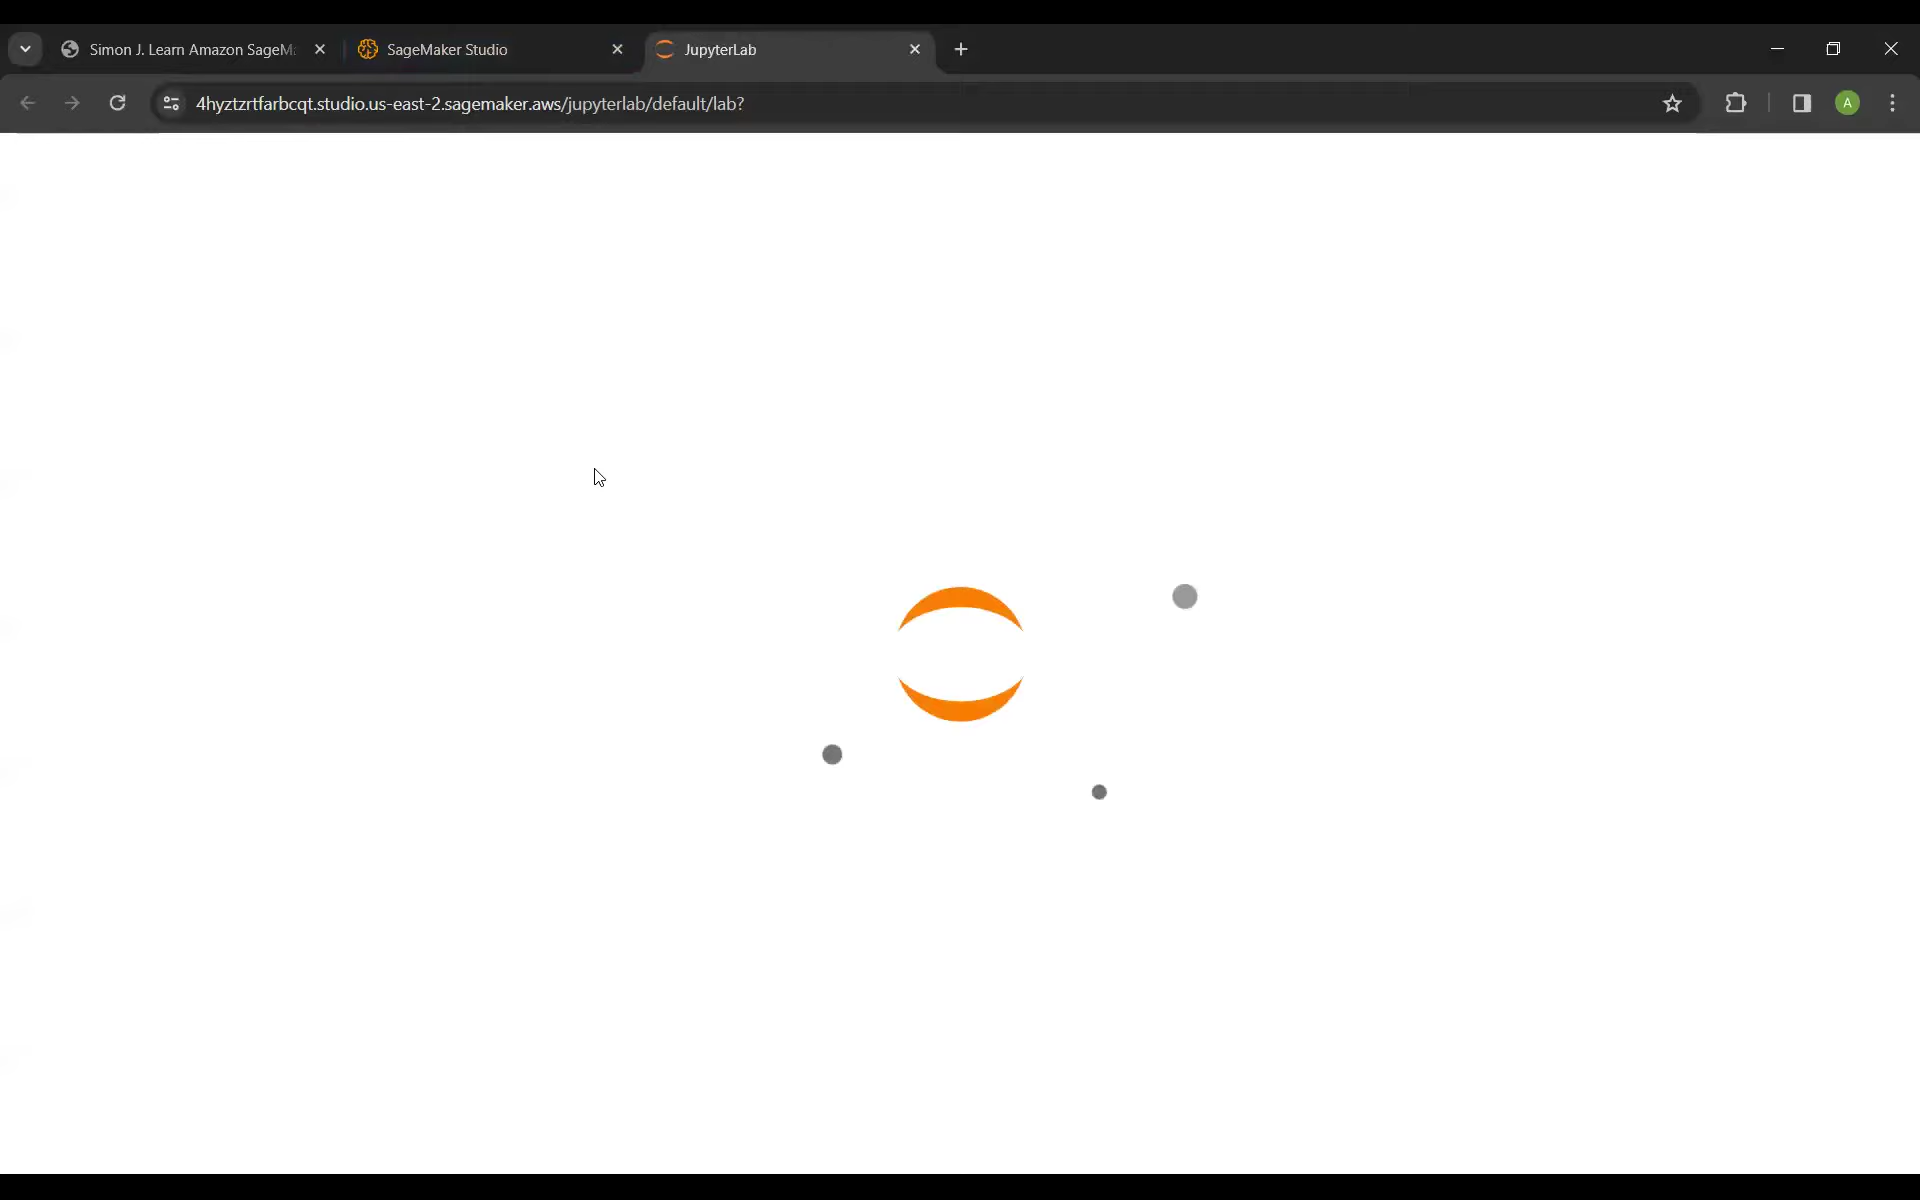 Simon J. Learn Amazon SageM
SageMaker Studio
JupyterLab
4hyztzrtfarbcqt.studio.us-east-2.sagemaker.aws/jupyterlab/default/lab?
A